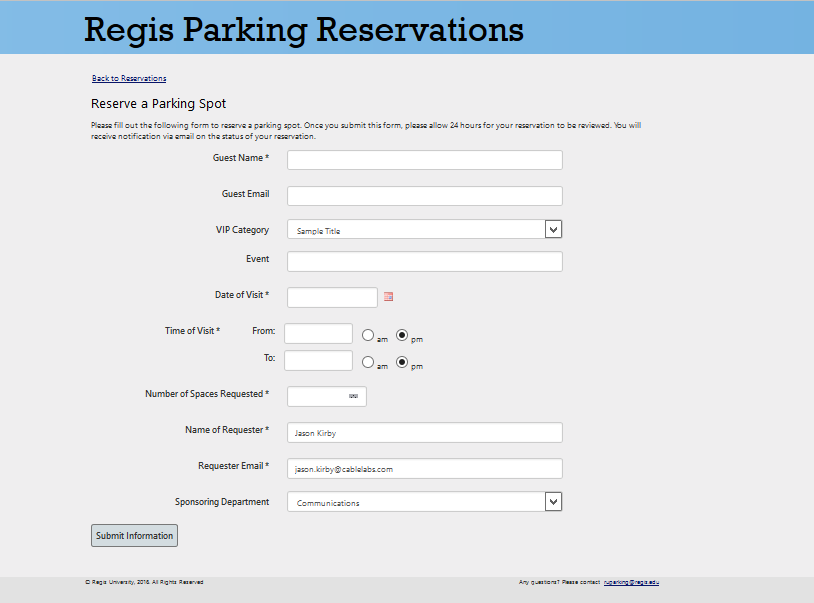 Regis Parking Reservations
Back to Reservations
Reserve a Parking Spot
Please fill out the following form to reserve a parking spot. Once you submit this form, please allow 24 hours for your reservation to be reviewed. You will
receive notification via email on the status of your reservation.
Guest Name *
Guest Email
VIP Category Sample Title
Event
Date of Visit *
Time of Visit * From: am pm
To: am pm
Number of Spaces Requested *
Name of Requester * Jason Kirby
Requester Email * jason.kirby@cablelabs.com
Sponsoring Department Communications
Submit Information
© Regis University, 2016. All Rights Reserved Any questions? Please contact ruparking@regis.edu